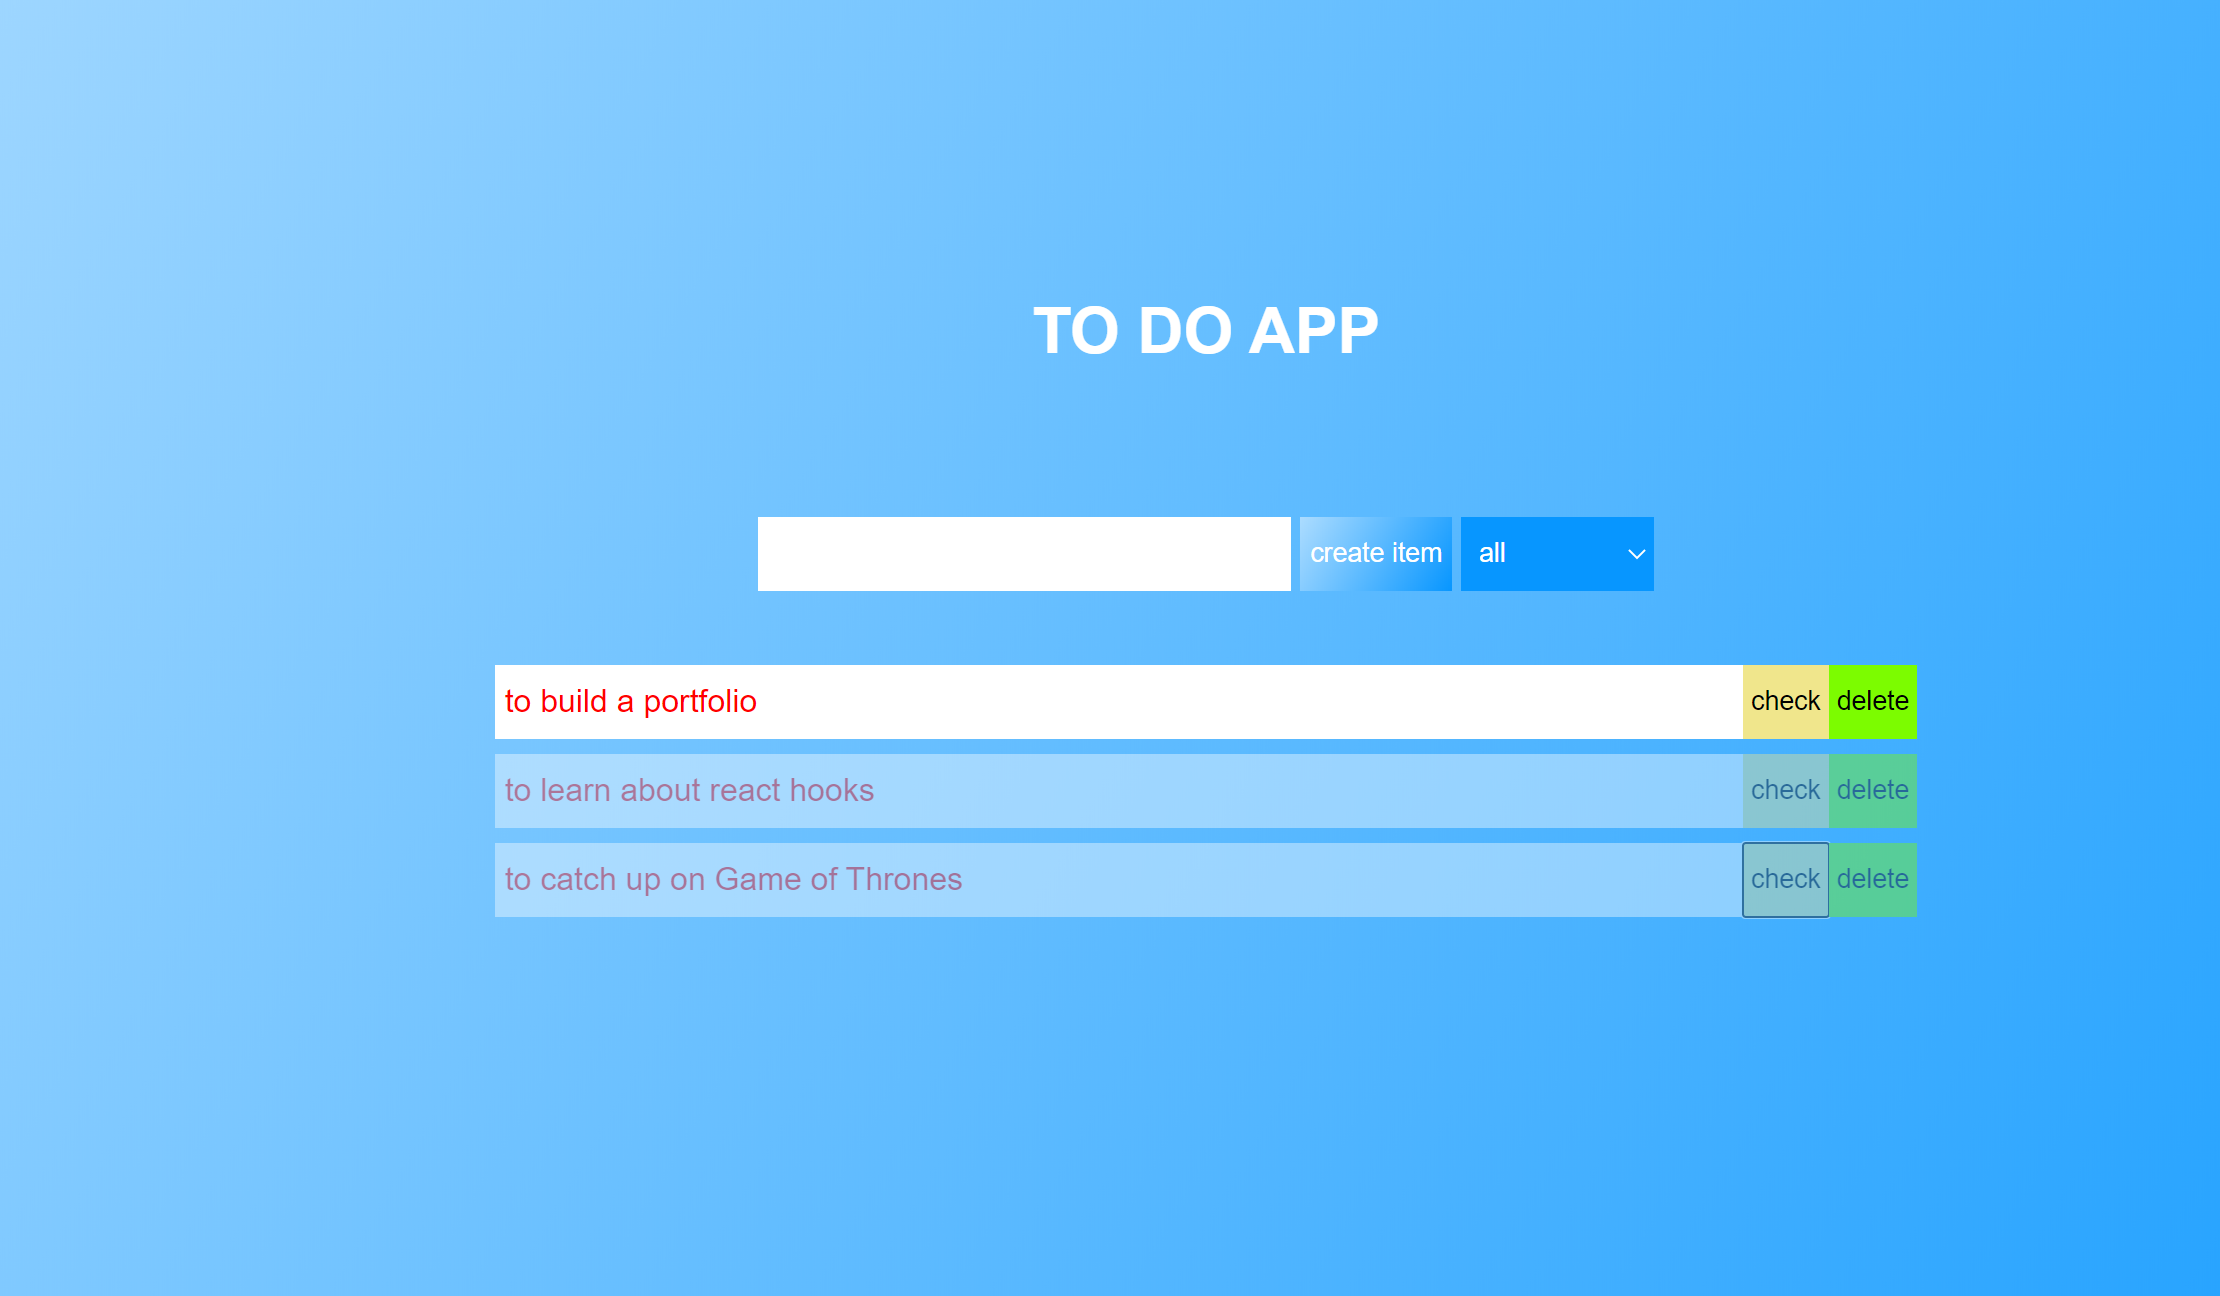 TO DO APP
create item all
to build a portfolio check delete
to learn about react hooks check delete
to catch up on Game of Thrones check delete